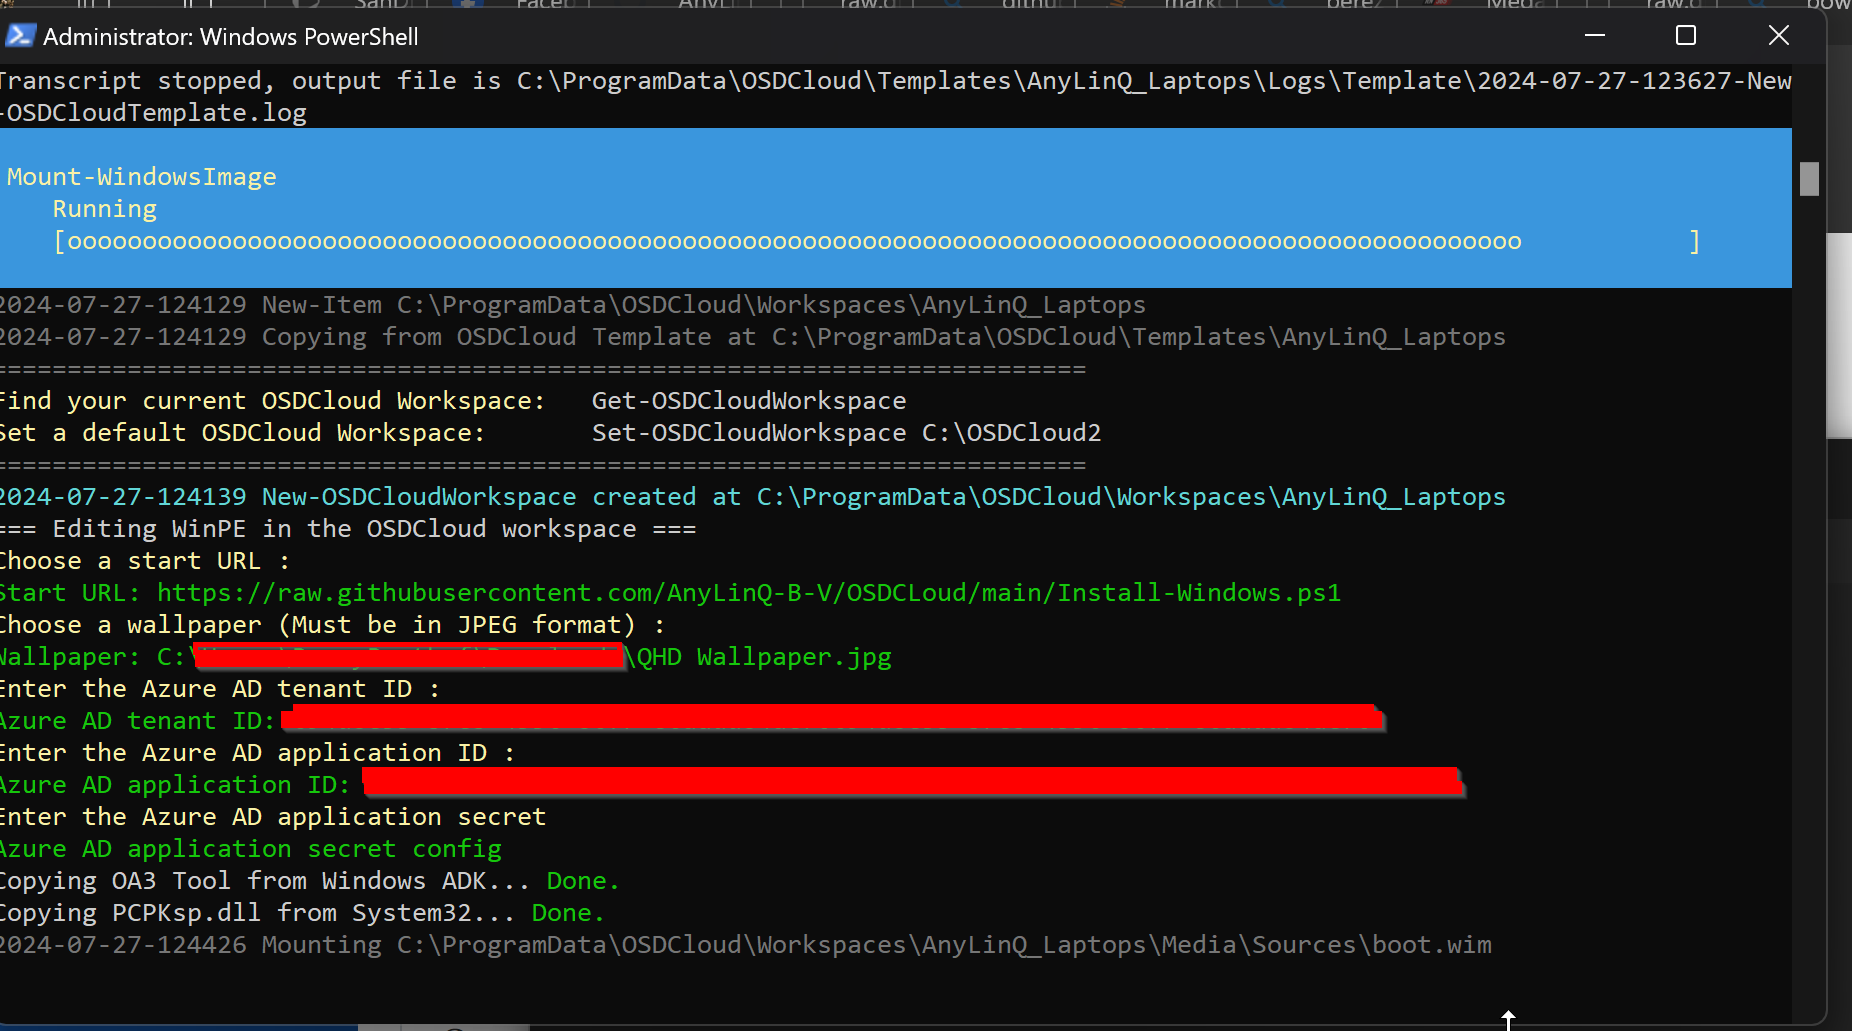 Administrator: Windows PowerShell
Transcript stopped, output file is C:\ProgramData\OSDCloud\Templates\AnyLinQ_Laptops\Logs\Template\2024-07-27-123627-New
-OSDCloudTemplate.log
Mount-WindowsImage
Running
[ooooooooooooooooooooooooooooooooooooooooooooooooooooooooooooooooooooooooooooooooooooooooooooooooo           ]
2024-07-27-124129 New-Item C:\ProgramData\OSDCloud\Workspaces\AnyLinQ_Laptops
2024-07-27-124129 Copying from OSDCloud Template at C:\ProgramData\OSDCloud\Templates\AnyLinQ_Laptops
=========================================================================
Find your current OSDCloud Workspace:   Get-OSDCloudWorkspace
Set a default OSDCloud Workspace:       Set-OSDCloudWorkspace C:\OSDCloud2
=========================================================================
2024-07-27-124139 New-OSDCloudWorkspace created at C:\ProgramData\OSDCloud\Workspaces\AnyLinQ_Laptops
=== Editing WinPE in the OSDCloud workspace ===
Choose a start URL :
Start URL: https://raw.githubusercontent.com/AnyLinQ-B-V/OSDCLoud/main/Install-Windows.ps1
Choose a wallpaper (Must be in JPEG format) :
Wallpaper: C:\ \QHD Wallpaper.jpg
Enter the Azure AD tenant ID :
Azure AD tenant ID:
Enter the Azure AD application ID :
Azure AD application ID:
Enter the Azure AD application secret
Azure AD application secret config
Copying OA3 Tool from Windows ADK... Done.
Copying PCPKsp.dll from System32... Done.
2024-07-27-124426 Mounting C:\ProgramData\OSDCloud\Workspaces\AnyLinQ_Laptops\Media\Sources\boot.wim